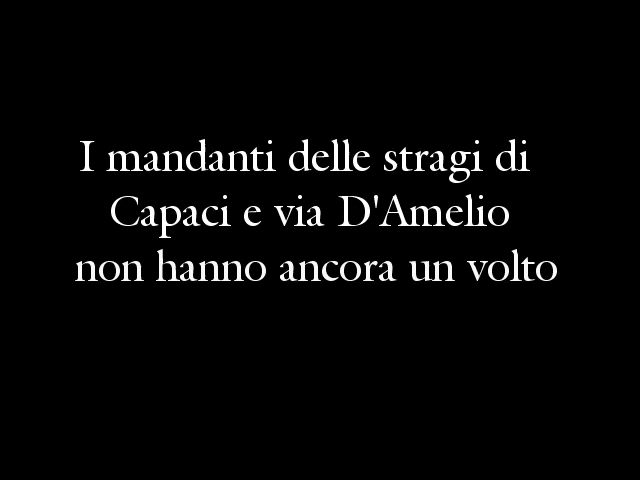 I mandanti delle stragi di
Capaci e via D'Amelio
non hanno ancora un volto